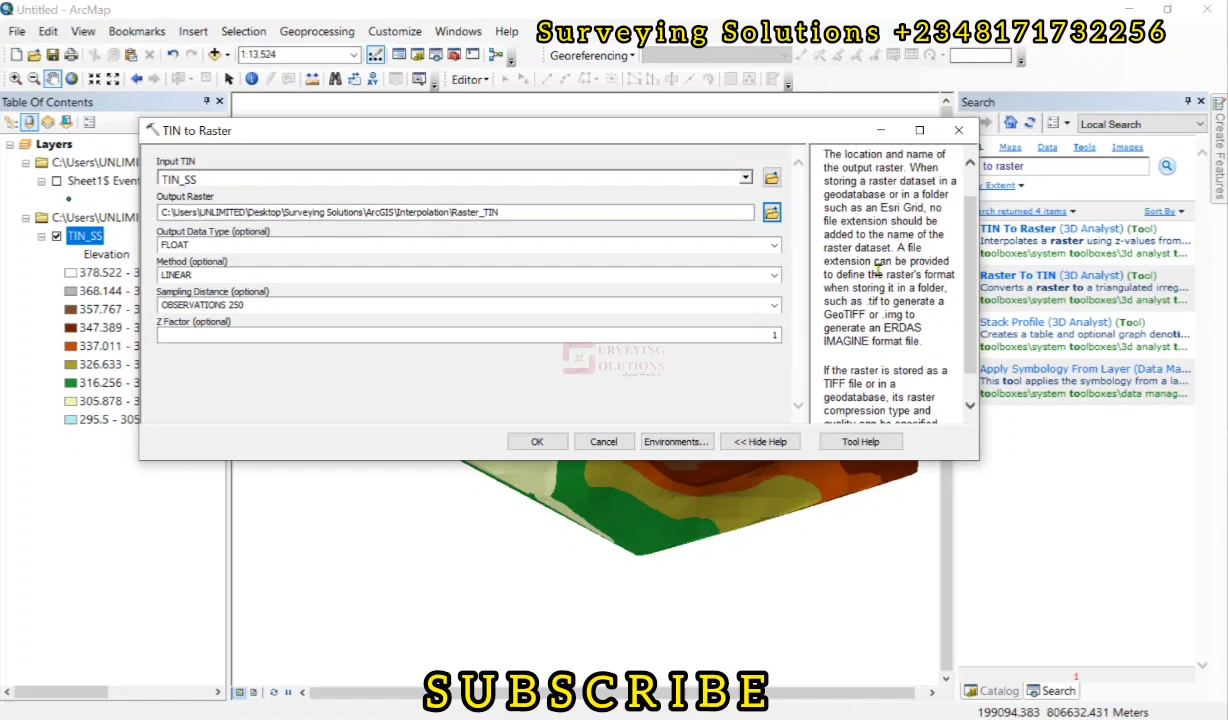 Untitled - ArcMap
Surveying Solutions +2348171732256
File Edit View Bookmarks Insert Selection Geoprocessing Customize Windows Help
1:13,524
Georeferencing
Editor
Table Of Contents
Search
Layers
C:\Users\UNLIMI
Sheet1$ Even
C:\Users\UNLIMI
TIN_SS
Elevation
378.522 - 3
368.144 - 3
357.767 - 3
347.389 - 3
337.011 - 3
326.633 - 3
316.256 - 3
305.878 - 3
295.5 - 305
TIN to Raster
Input TIN
TIN_SS
Output Raster
C:\Users\UNLIMITED\Desktop\Surveying Solutions\ArcGIS\Interpolation\Raster_TIN
Output Data Type (optional)
FLOAT
Method (optional)
LINEAR
Sampling Distance (optional)
OBSERVATIONS 250
Z Factor (optional)
1
URVEYING
OLUTIONS
OK
Cancel
Environments...
<< Hide Help
Tool Help
The location and name of
the output raster. When
storing a raster dataset in a
geodatabase or in a folder
such as an Esri Grid, no
file extension should be
added to the name of the
raster dataset. A file
extension can be provided
to define the raster's format
when storing it in a folder,
such as .tif to generate a
GeoTIFF or .img to
generate an ERDAS
IMAGINE format file.
If the raster is stored as a
TIFF file or in a
geodatabase, its raster
compression type and
quality can be specified
Local Search
Maps Data Tools Images
to raster
Extent
rch returned 4 items
Sort By
TIN To Raster (3D Analyst) (Tool)
Interpolates a raster using z-values from...
toolboxes\system toolboxes\3d analyst t...
Raster To TIN (3D Analyst) (Tool)
Converts a raster to a triangulated irreg...
toolboxes\system toolboxes\3d analyst t...
Stack Profile (3D Analyst) (Tool)
Creates a table and optional graph denoti...
toolboxes\system toolboxes\3d analyst t...
Apply Symbology From Layer (Data Ma...
This tool applies the symbology from a la...
toolboxes\system toolboxes\data manag...
Create Features
SUBSCRIBE
1
Catalog
Search
199094.383 806632.431 Meters